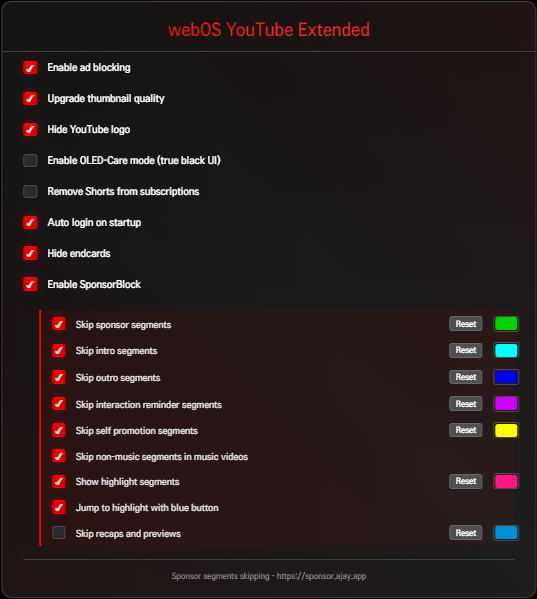 webOS YouTube Extended
Enable ad blocking
Upgrade thumbnail quality
Hide YouTube logo
Enable OLED-Care mode (true black UI)
Remove Shorts from subscriptions
Auto login on startup
Hide endcards
Enable SponsorBlock
Skip sponsor segments Reset
Skip intro segments Reset
Skip outro segments Reset
Skip interaction reminder segments Reset
Skip self promotion segments Reset
Skip non-music segments in music videos
Show highlight segments Reset
Jump to highlight with blue button
Skip recaps and previews Reset
Sponsor segments skipping - https://sponsor.ajay.app